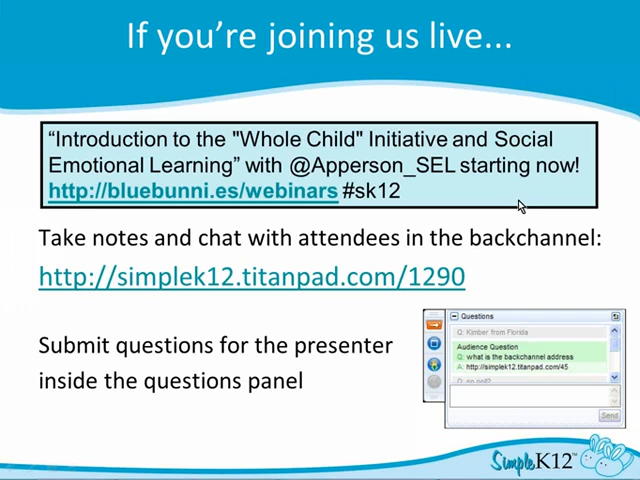 If you’re joining us live...
“Introduction to the "Whole Child" Initiative and Social
Emotional Learning” with @Apperson_SEL starting now!
http://bluebunni.es/webinars #sk12
Take notes and chat with attendees in the backchannel:
http://simplek12.titanpad.com/1290
Submit questions for the presenter
inside the questions panel
Questions
Q: Kimber from Florida
Audience Question
Q: what is the backchannel address
A: http://simplek12.titanpad.com/45
Send
SimpleK12™